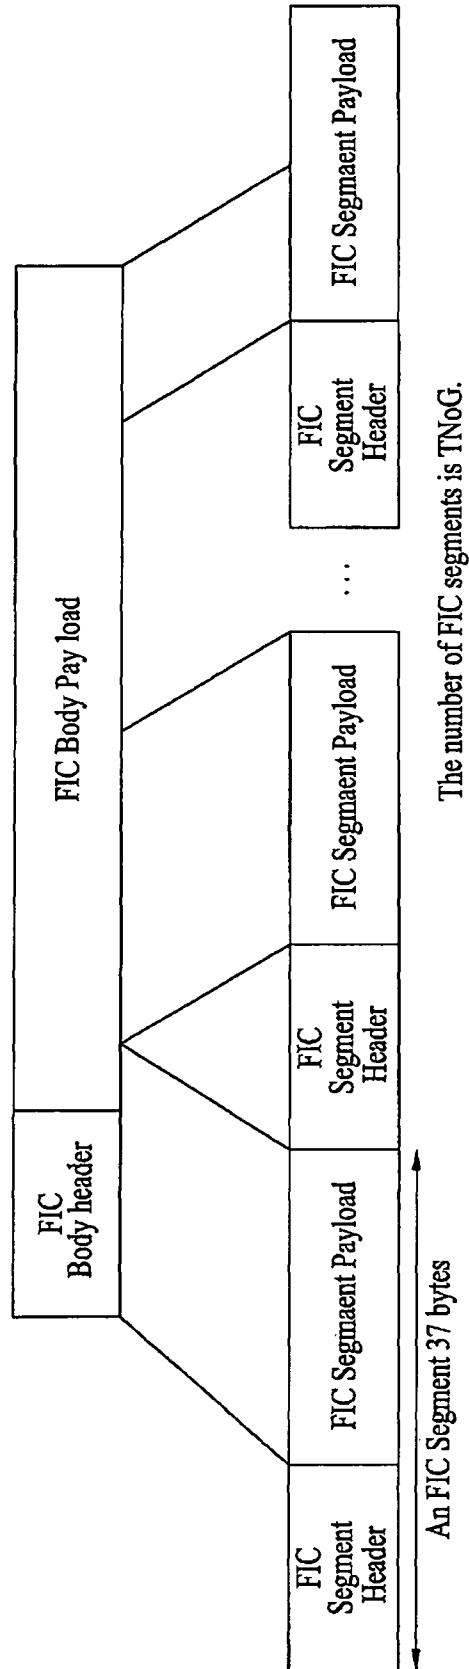 FIC
Body header
FIC Body Pay load
FIC
Segment
Header
FIC Segmaent Payload
FIC
Segment
Header
FIC Segmaent Payload
...
FIC
Segment
Header
FIC Segmaent Payload
An FIC Segment 37 bytes
The number of FIC segments is TNoG.